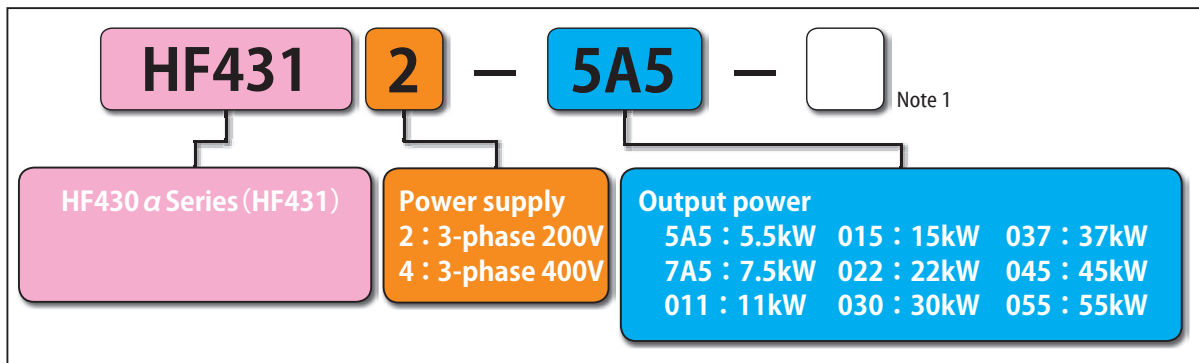 HF431 2 — 5A5 —
Note 1
HF430 α Series（HF431）
Power supply
2：3-phase 200V
4：3-phase 400V
Output power
5A5：5.5kW 015：15kW 037：37kW
7A5：7.5kW 022：22kW 045：45kW
011：11kW 030：30kW 055：55kW